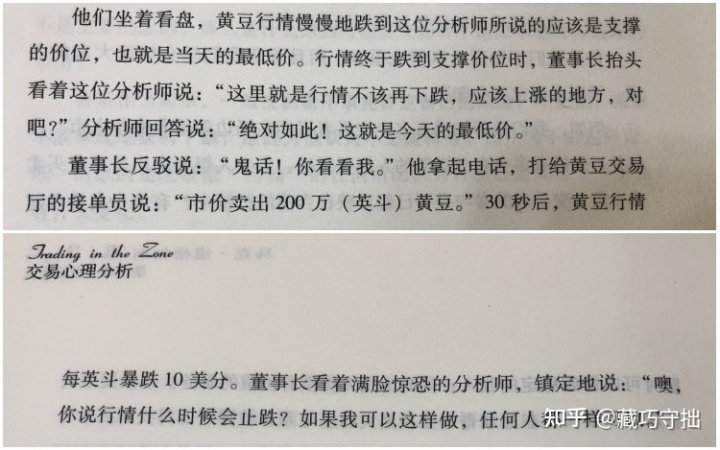 他们坐着看盘，黄豆行情慢慢地跌到这位分析师所说的应该是支撑
的价位，也就是当天的最低价。行情终于跌到支撑价位时，董事长抬头
看着这位分析师说：“这里就是行情不该再下跌，应该上涨的地方，对
吧？”分析师回答说：“绝对如此！这就是今天的最低价。”
董事长反驳说：“鬼话！你看看我。”他拿起电话，打给黄豆交易
厅的接单员说：“市价卖出 200 万（英斗）黄豆。”30 秒后，黄豆行情
Trading in the Zone
交易心理分析
每英斗暴跌 10 美分。董事长看着满脸惊恐的分析师，镇定地说：“噢，
你说行情什么时候会止跌？如果我可以这样做，任何人都
知乎 @藏巧守拙